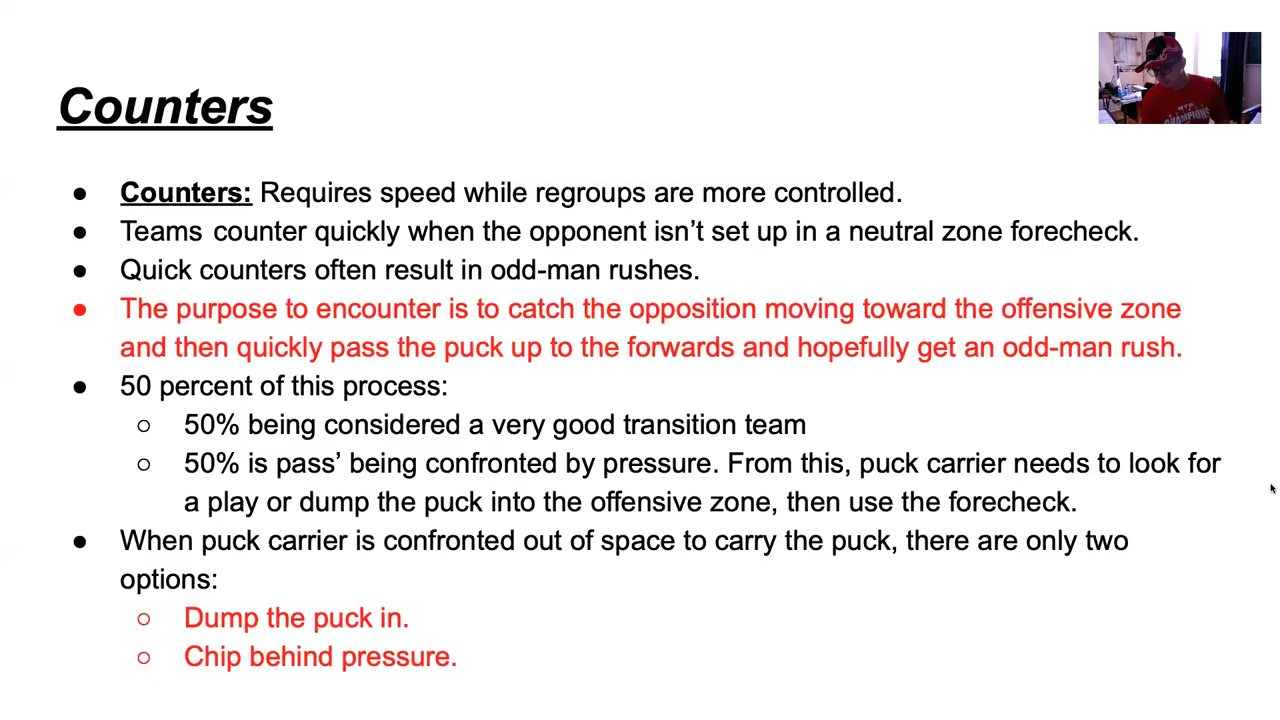 Counters
● Counters: Requires speed while regroups are more controlled.
● Teams counter quickly when the opponent isn’t set up in a neutral zone forecheck.
● Quick counters often result in odd-man rushes.
● The purpose to encounter is to catch the opposition moving toward the offensive zone
and then quickly pass the puck up to the forwards and hopefully get an odd-man rush.
● 50 percent of this process:
○ 50% being considered a very good transition team
○ 50% is pass’ being confronted by pressure. From this, puck carrier needs to look for
a play or dump the puck into the offensive zone, then use the forecheck.
● When puck carrier is confronted out of space to carry the puck, there are only two
options:
○ Dump the puck in.
○ Chip behind pressure.
CHAMPIONS